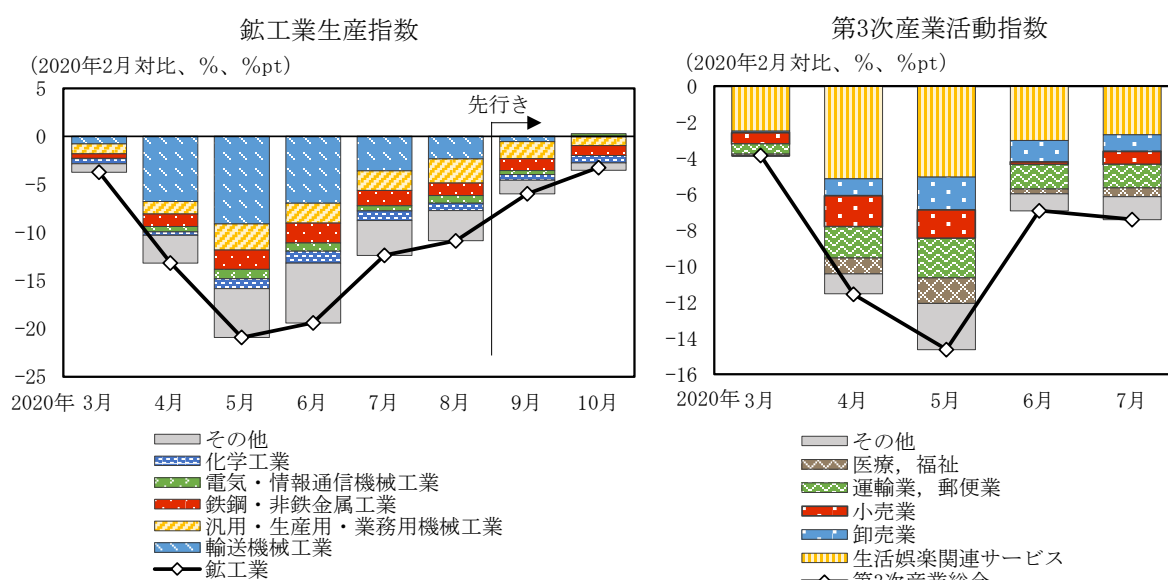 鉱工業生産指数
(2020年2月対比、%、%pt)
5
0
-5
-10
-15
-20
-25
先行き
2020年 3月 4月 5月 6月 7月 8月 9月 10月
その他
化学工業
電気・情報通信機械工業
鉄鋼・非鉄金属工業
汎用・生産用・業務用機械工業
輸送機械工業
鉱工業
第3次産業活動指数
(2020年2月対比、%、%pt)
0
-2
-4
-6
-8
-10
-12
-14
-16
2020年 3月 4月 5月 6月 7月
その他
医療，福祉
運輸業，郵便業
小売業
卸売業
生活娯楽関連サービス
第3次産業総合